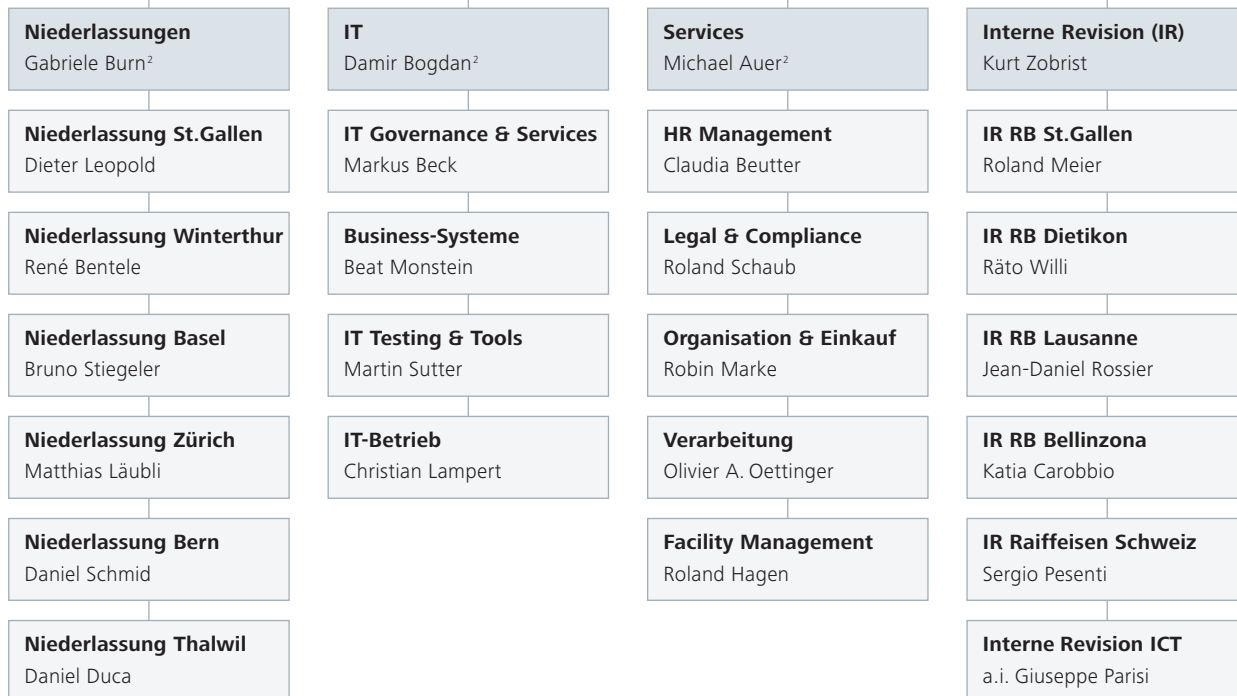 Niederlassungen
Gabriele Burn²
Niederlassung St.Gallen
Dieter Leopold
Niederlassung Winterthur
René Bentele
Niederlassung Basel
Bruno Stiegeler
Niederlassung Zürich
Matthias Läubli
Niederlassung Bern
Daniel Schmid
Niederlassung Thalwil
Daniel Duca
IT
Damir Bogdan²
IT Governance & Services
Markus Beck
Business-Systeme
Beat Monstein
IT Testing & Tools
Martin Sutter
IT-Betrieb
Christian Lampert
Services
Michael Auer²
HR Management
Claudia Beutter
Legal & Compliance
Roland Schaub
Organisation & Einkauf
Robin Marke
Verarbeitung
Olivier A. Oettinger
Facility Management
Roland Hagen
Interne Revision (IR)
Kurt Zobrist
IR RB St.Gallen
Roland Meier
IR RB Dietikon
Räto Willi
IR RB Lausanne
Jean-Daniel Rossier
IR RB Bellinzona
Katia Carobbio
IR Raiffeisen Schweiz
Sergio Pesenti
Interne Revision ICT
a.i. Giuseppe Parisi